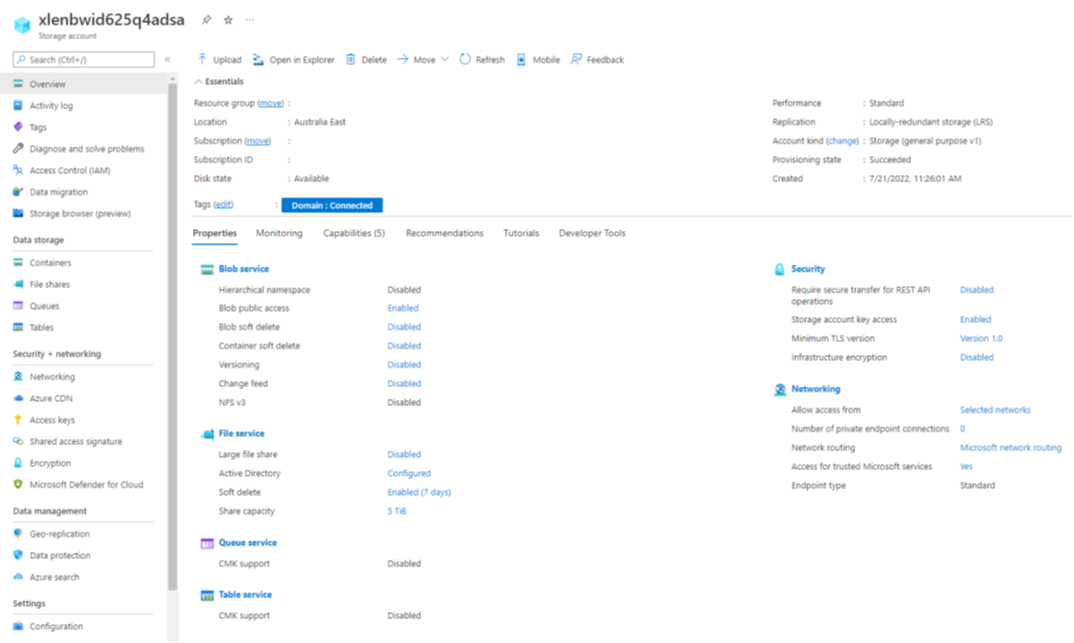 xlenbwid625q4adsa
Storage account
Search (Ctrl+/)
Overview
Activity log
Tags
Diagnose and solve problems
Access Control (IAM)
Data migration
Storage browser (preview)
Data storage
Containers
File shares
Queues
Tables
Security + networking
Networking
Azure CDN
Access keys
Shared access signature
Encryption
Microsoft Defender for Cloud
Data management
Geo-replication
Data protection
Azure search
Settings
Configuration
Upload Open in Explorer Delete Move Refresh Mobile Feedback
Essentials
Resource group (move) :
Location : Australia East
Subscription (move) :
Subscription ID :
Disk state : Available
Tags (edit) : Domain : Connected
Performance : Standard
Replication : Locally-redundant storage (LRS)
Account kind (change) : Storage (general purpose v1)
Provisioning state : Succeeded
Created : 7/21/2022, 11:26:01 AM
Properties Monitoring Capabilities (5) Recommendations Tutorials Developer Tools
Blob service
Hierarchical namespace Disabled
Blob public access Enabled
Blob soft delete Disabled
Container soft delete Disabled
Versioning Disabled
Change feed Disabled
NFS v3 Disabled
File service
Large file share Disabled
Active Directory Configured
Soft delete Enabled (7 days)
Share capacity 5 TiB
Queue service
CMK support Disabled
Table service
CMK support Disabled
Security
Require secure transfer for REST API Disabled
operations
Storage account key access Enabled
Minimum TLS version Version 1.0
Infrastructure encryption Disabled
Networking
Allow access from Selected networks
Number of private endpoint connections 0
Network routing Microsoft network routing
Access for trusted Microsoft services Yes
Endpoint type Standard